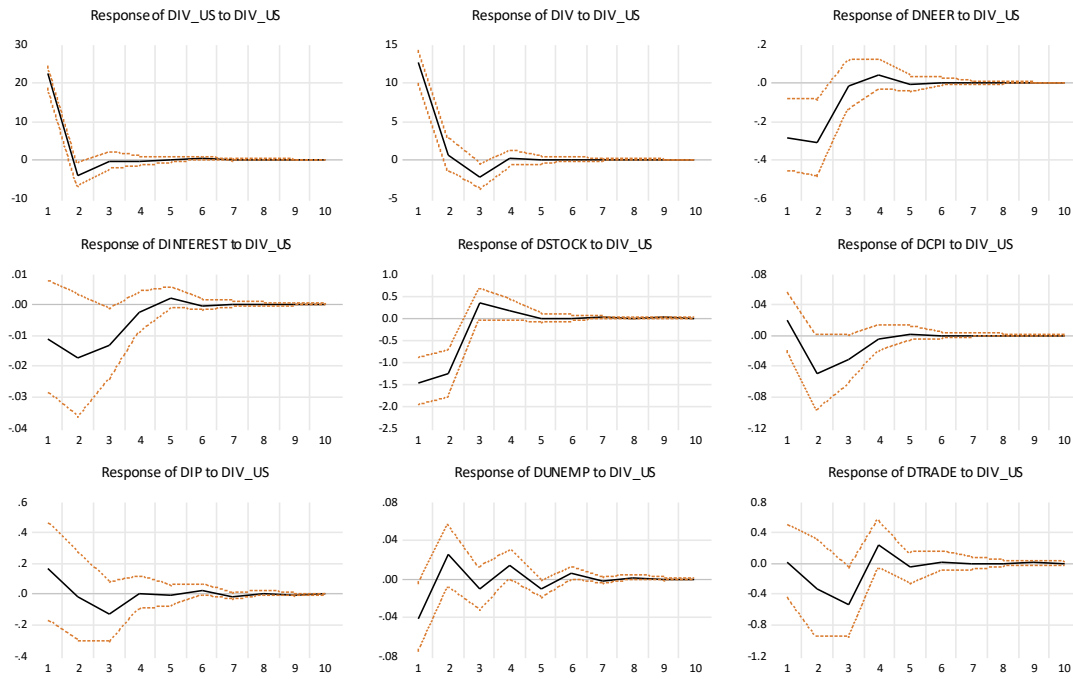 Response of DIV_US to DIV_US
30
20
10
0
-10
1 2 3 4 5 6 7 8 9 10
Response of DIV to DIV_US
15
10
5
0
-5
1 2 3 4 5 6 7 8 9 10
Response of DNEER to DIV_US
.2
.0
-.2
-.4
-.6
1 2 3 4 5 6 7 8 9 10
Response of DINTEREST to DIV_US
.01
.00
-.01
-.02
-.03
-.04
1 2 3 4 5 6 7 8 9 10
Response of DSTOCK to DIV_US
1.0
0.5
0.0
-0.5
-1.0
-1.5
-2.0
-2.5
1 2 3 4 5 6 7 8 9 10
Response of DCPI to DIV_US
.08
.04
.00
-.04
-.08
-.12
1 2 3 4 5 6 7 8 9 10
Response of DIP to DIV_US
.6
.4
.2
.0
-.2
-.4
1 2 3 4 5 6 7 8 9 10
Response of DUNEMP to DIV_US
.08
.04
.00
-.04
-.08
1 2 3 4 5 6 7 8 9 10
Response of DTRADE to DIV_US
0.8
0.4
0.0
-0.4
-0.8
-1.2
1 2 3 4 5 6 7 8 9 10